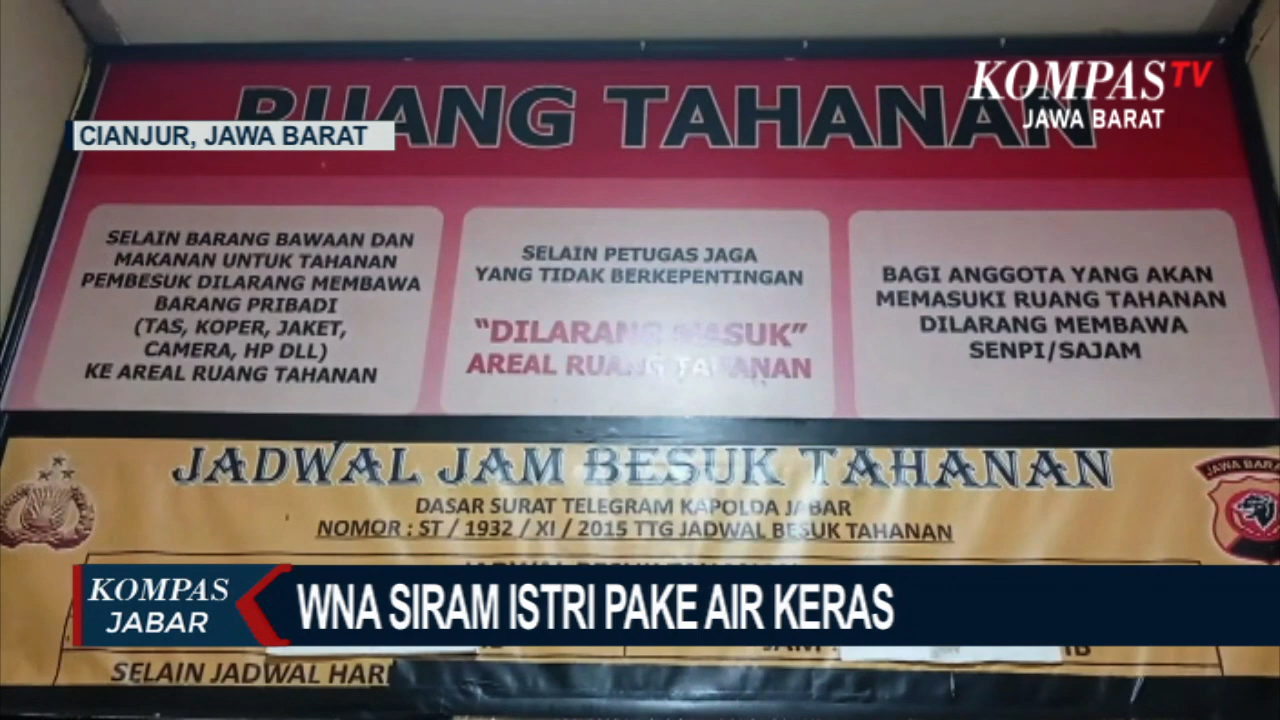 RUANG TAHANAN
KOMPAS TV
JAWA BARAT
CIANJUR, JAWA BARAT
SELAIN BARANG BAWAAN DAN
MAKANAN UNTUK TAHANAN
PEMBESUK DILARANG MEMBAWA
BARANG PRIBADI
(TAS, KOPER, JAKET,
CAMERA, HP DLL)
KE AREAL RUANG TAHANAN
SELAIN PETUGAS JAGA
YANG TIDAK BERKEPENTINGAN
"DILARANG MASUK"
AREAL RUANG TAHANAN
BAGI ANGGOTA YANG AKAN
MEMASUKI RUANG TAHANAN
DILARANG MEMBAWA
SENPI/SAJAM
JADWAL JAM BESUK TAHANAN
DASAR SURAT TELEGRAM KAPOLDA JABAR
NOMOR : ST / 1932 / XI / 2015 TTG JADWAL BESUK TAHANAN
JAWA BARAT
KOMPAS
JABAR
WNA SIRAM ISTRI PAKE AIR KERAS
SELAIN JADWAL HARI